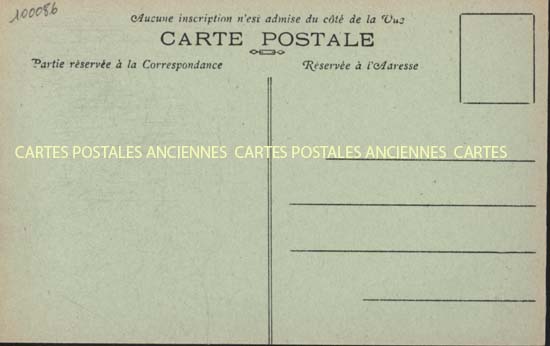 100086
Aucune inscription n'est admise du côté de la Vue
CARTE POSTALE
Partie réservée à la Correspondance
Réservée à l'Adresse
CARTES POSTALES ANCIENNES CARTES POSTALES ANCIENNES CARTES